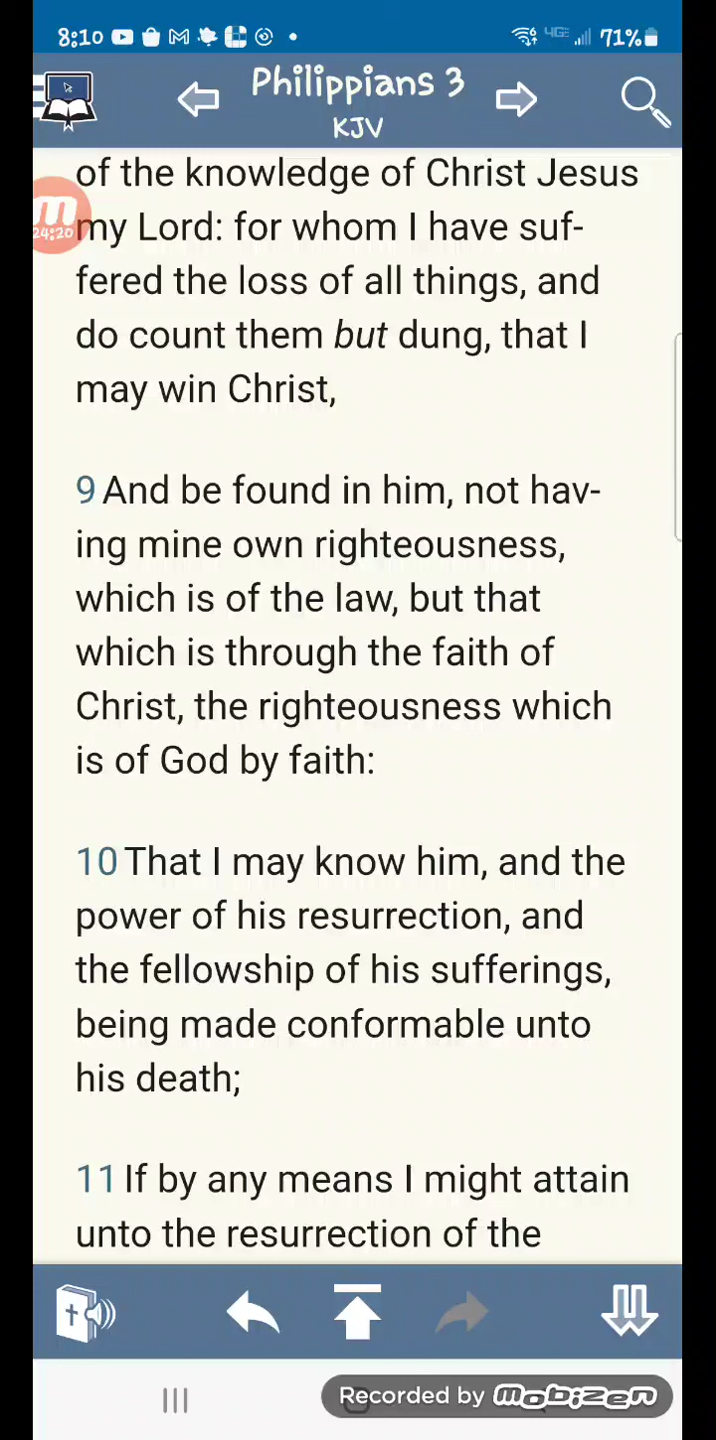 8:10 4GE 71%
Philippians 3
KJV
of the knowledge of Christ Jesus
24:20 my Lord: for whom I have suf-
fered the loss of all things, and
do count them but dung, that I
may win Christ,
9 And be found in him, not hav-
ing mine own righteousness,
which is of the law, but that
which is through the faith of
Christ, the righteousness which
is of God by faith:
10 That I may know him, and the
power of his resurrection, and
the fellowship of his sufferings,
being made conformable unto
his death;
11 If by any means I might attain
unto the resurrection of the
Recorded by mobizen